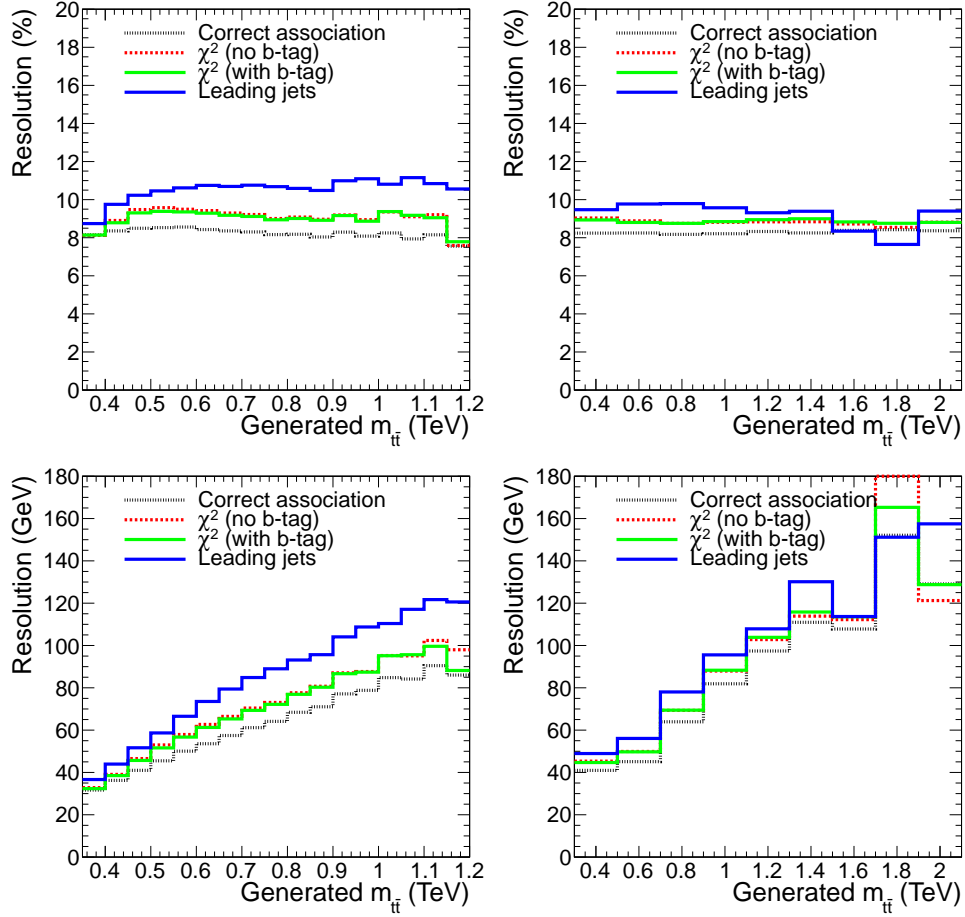 Resolution (%)
20
18
16
14
12
10
8
6
4
2
0
Correct association
χ² (no b-tag)
χ² (with b-tag)
Leading jets
0.4 0.5 0.6 0.7 0.8 0.9 1 1.1 1.2
Generated m_{tt̄} (TeV)
Resolution (%)
20
18
16
14
12
10
8
6
4
2
0
Correct association
χ² (no b-tag)
χ² (with b-tag)
Leading jets
0.4 0.6 0.8 1 1.2 1.4 1.6 1.8 2
Generated m_{tt̄} (TeV)
Resolution (GeV)
180
160
140
120
100
80
60
40
20
0
Correct association
χ² (no b-tag)
χ² (with b-tag)
Leading jets
0.4 0.5 0.6 0.7 0.8 0.9 1 1.1 1.2
Generated m_{tt̄} (TeV)
Resolution (GeV)
180
160
140
120
100
80
60
40
20
0
Correct association
χ² (no b-tag)
χ² (with b-tag)
Leading jets
0.4 0.6 0.8 1 1.2 1.4 1.6 1.8 2
Generated m_{tt̄} (TeV)